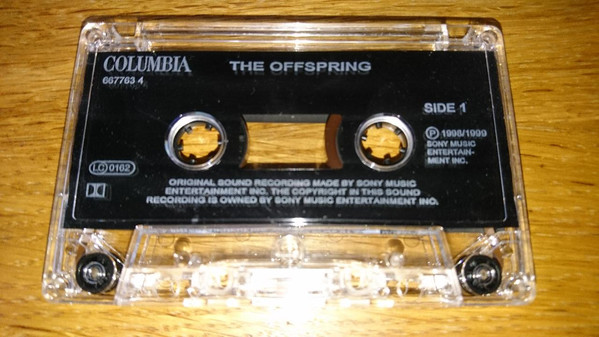 COLUMBIA
667763 4
THE OFFSPRING
SIDE 1
Ⓟ 1998/1999
SONY MUSIC
ENTERTAIN-
MENT INC.
LC 0162
ORIGINAL SOUND RECORDING MADE BY SONY MUSIC
ENTERTAINMENT INC. THE COPYRIGHT IN THIS SOUND
RECORDING IS OWNED BY SONY MUSIC ENTERTAINMENT INC.